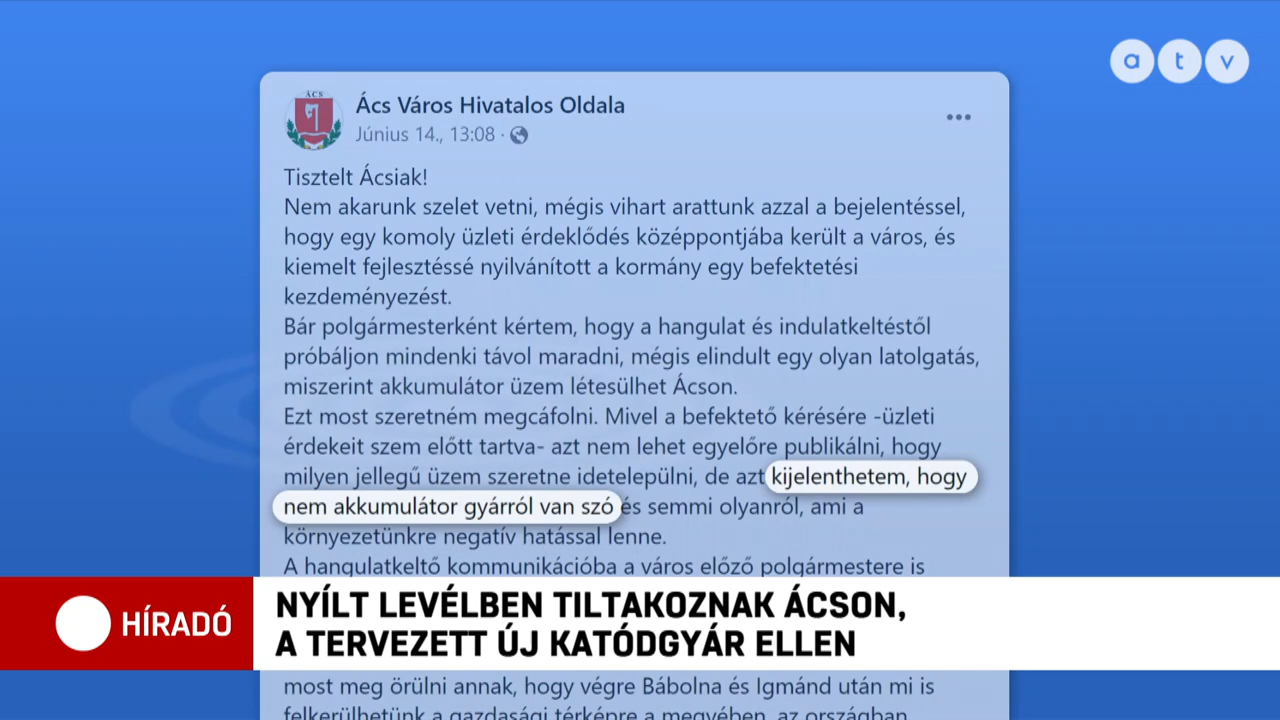 a t v
ÁCS
Ács Város Hivatalos Oldala
Június 14., 13:08 ·
Tisztelt Ácsiak!
Nem akarunk szelet vetni, mégis vihart arattunk azzal a bejelentéssel,
hogy egy komoly üzleti érdeklődés középpontjába került a város, és
kiemelt fejlesztéssé nyilvánított a kormány egy befektetési
kezdeményezést.
Bár polgármesterként kértem, hogy a hangulat és indulatkeltéstől
próbáljon mindenki távol maradni, mégis elindult egy olyan latolgatás,
miszerint akkumulátor üzem létesülhet Ácson.
Ezt most szeretném megcáfolni. Mivel a befektető kérésére -üzleti
érdekeit szem előtt tartva- azt nem lehet egyelőre publikálni, hogy
milyen jellegű üzem szeretne idetelepülni, de azt kijelenthetem, hogy
nem akkumulátor gyárról van szó és semmi olyanról, ami a
környezetünkre negatív hatással lenne.
A hangulatkeltő kommunikációba a város előző polgármestere is
HÍRADÓ
NYÍLT LEVÉLBEN TILTAKOZNAK ÁCSON,
A TERVEZETT ÚJ KATÓDGYÁR ELLEN
most meg örülni annak, hogy végre Bábolna és Igmánd után mi is
felkerülhetünk a gazdasági térképre a megyében, az országban